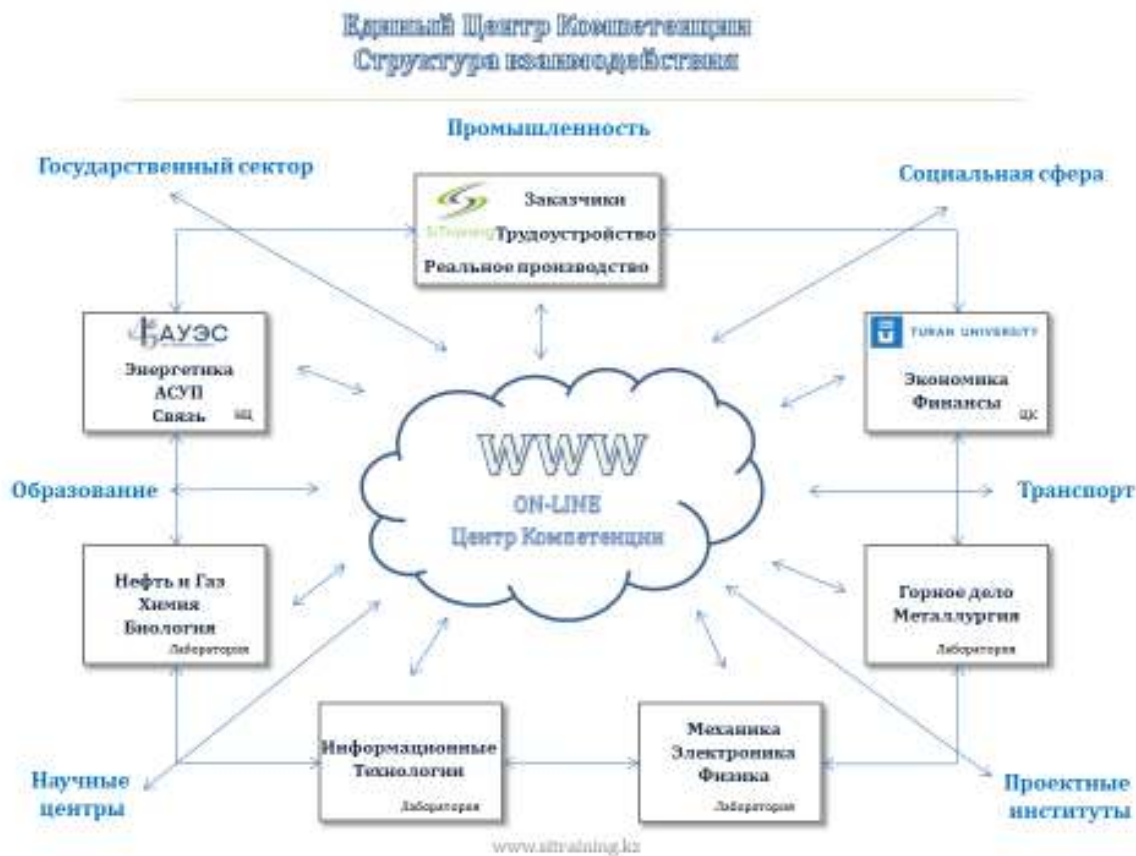 Единый Центр Компетенции
Структура взаимодействия
Промышленность
Государственный сектор
Социальная сфера
SiTraining
Заказчики
Трудоустройство
Реальное производство
АУЭС
Энергетика
АСУП
Связь
TURAN UNIVERSITY
Экономика
Финансы
ЦК
WWW
ON-LINE
Центр Компетенции
Образование
Транспорт
Нефть и Газ
Химия
Биология
Лаборатория
Горное дело
Металлургия
Лаборатория
Информационные
Технологии
Лаборатория
Механика
Электроника
Физика
Лаборатория
Научные
центры
Проектные
институты
www.sitraining.kz